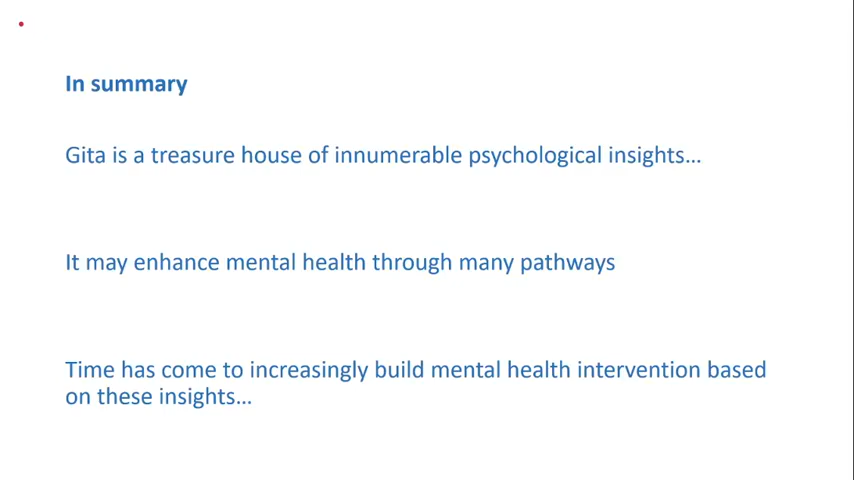 In summary
Gita is a treasure house of innumerable psychological insights…
It may enhance mental health through many pathways
Time has come to increasingly build mental health intervention based
on these insights…